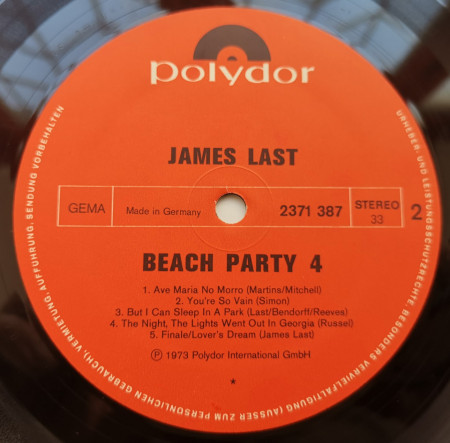 polydor
JAMES LAST
GEMA
Made in Germany
2371 387
STEREO
33
2
BEACH PARTY 4
1. Ave Maria No Morro (Martins/Mitchell)
2. You're So Vain (Simon)
3. But I Can Sleep In A Park (Last/Bendorff/Reeves)
4. The Night, The Lights Went Out In Georgia (Russel)
5. Finale/Lover's Dream (James Last)
Ⓟ 1973 Polydor International GmbH
*
URHEBER- UND LEISTUNGSSCHUTZRECHTE, BESONDERS VERVIELFÄLTIGUNG (AUSSER ZUM PERSÖNLICHEN GEBRAUCH), VERMIETUNG, AUFFÜHRUNG, SENDUNG VORBEHALTEN